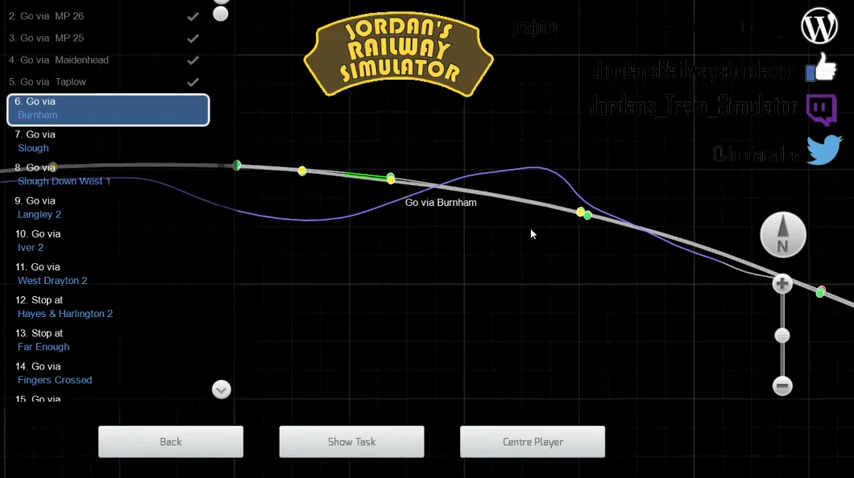 2. Go via MP 26
3. Go via MP 25
4. Go via Maidenhead
5. Go via Taplow
6. Go via
Burnham
7. Go via
Slough
8. Go via
Slough Down West 1
9. Go via
Langley 2
10. Go via
Iver 2
11. Go via
West Drayton 2
12. Stop at
Hayes & Harlington 2
13. Stop at
Far Enough
14. Go via
Fingers Crossed
15. Go via
JORDAN'S
RAILWAY
SIMULATOR
JordansRailwaysimulator
Jordans_Train_Simulator
Go via Burnham
N
Back
Show Task
Centre Player